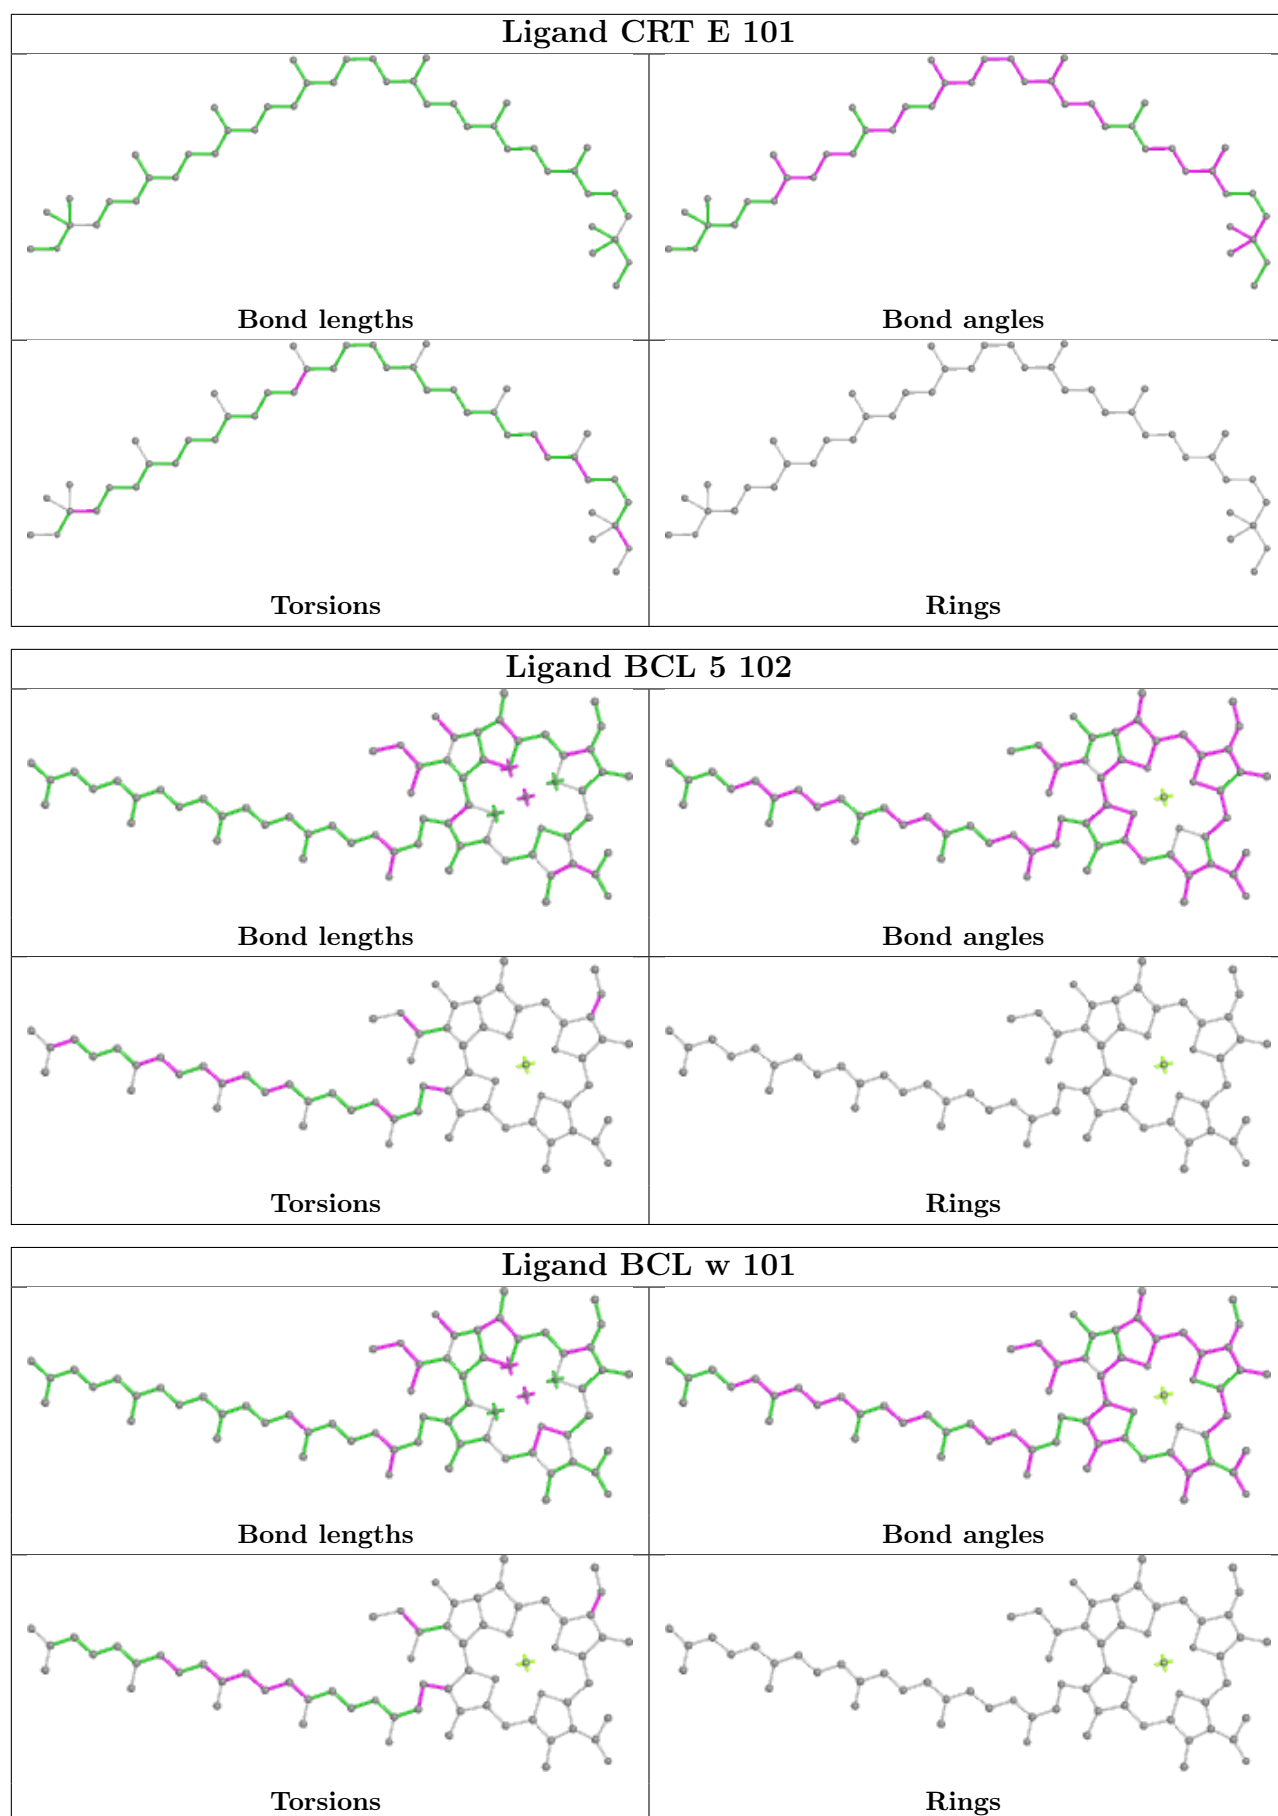 Ligand CRT E 101
Bond lengths
Bond angles
Torsions
Rings
Ligand BCL 5 102
Bond lengths
Bond angles
Torsions
Rings
Ligand BCL w 101
Bond lengths
Bond angles
Torsions
Rings